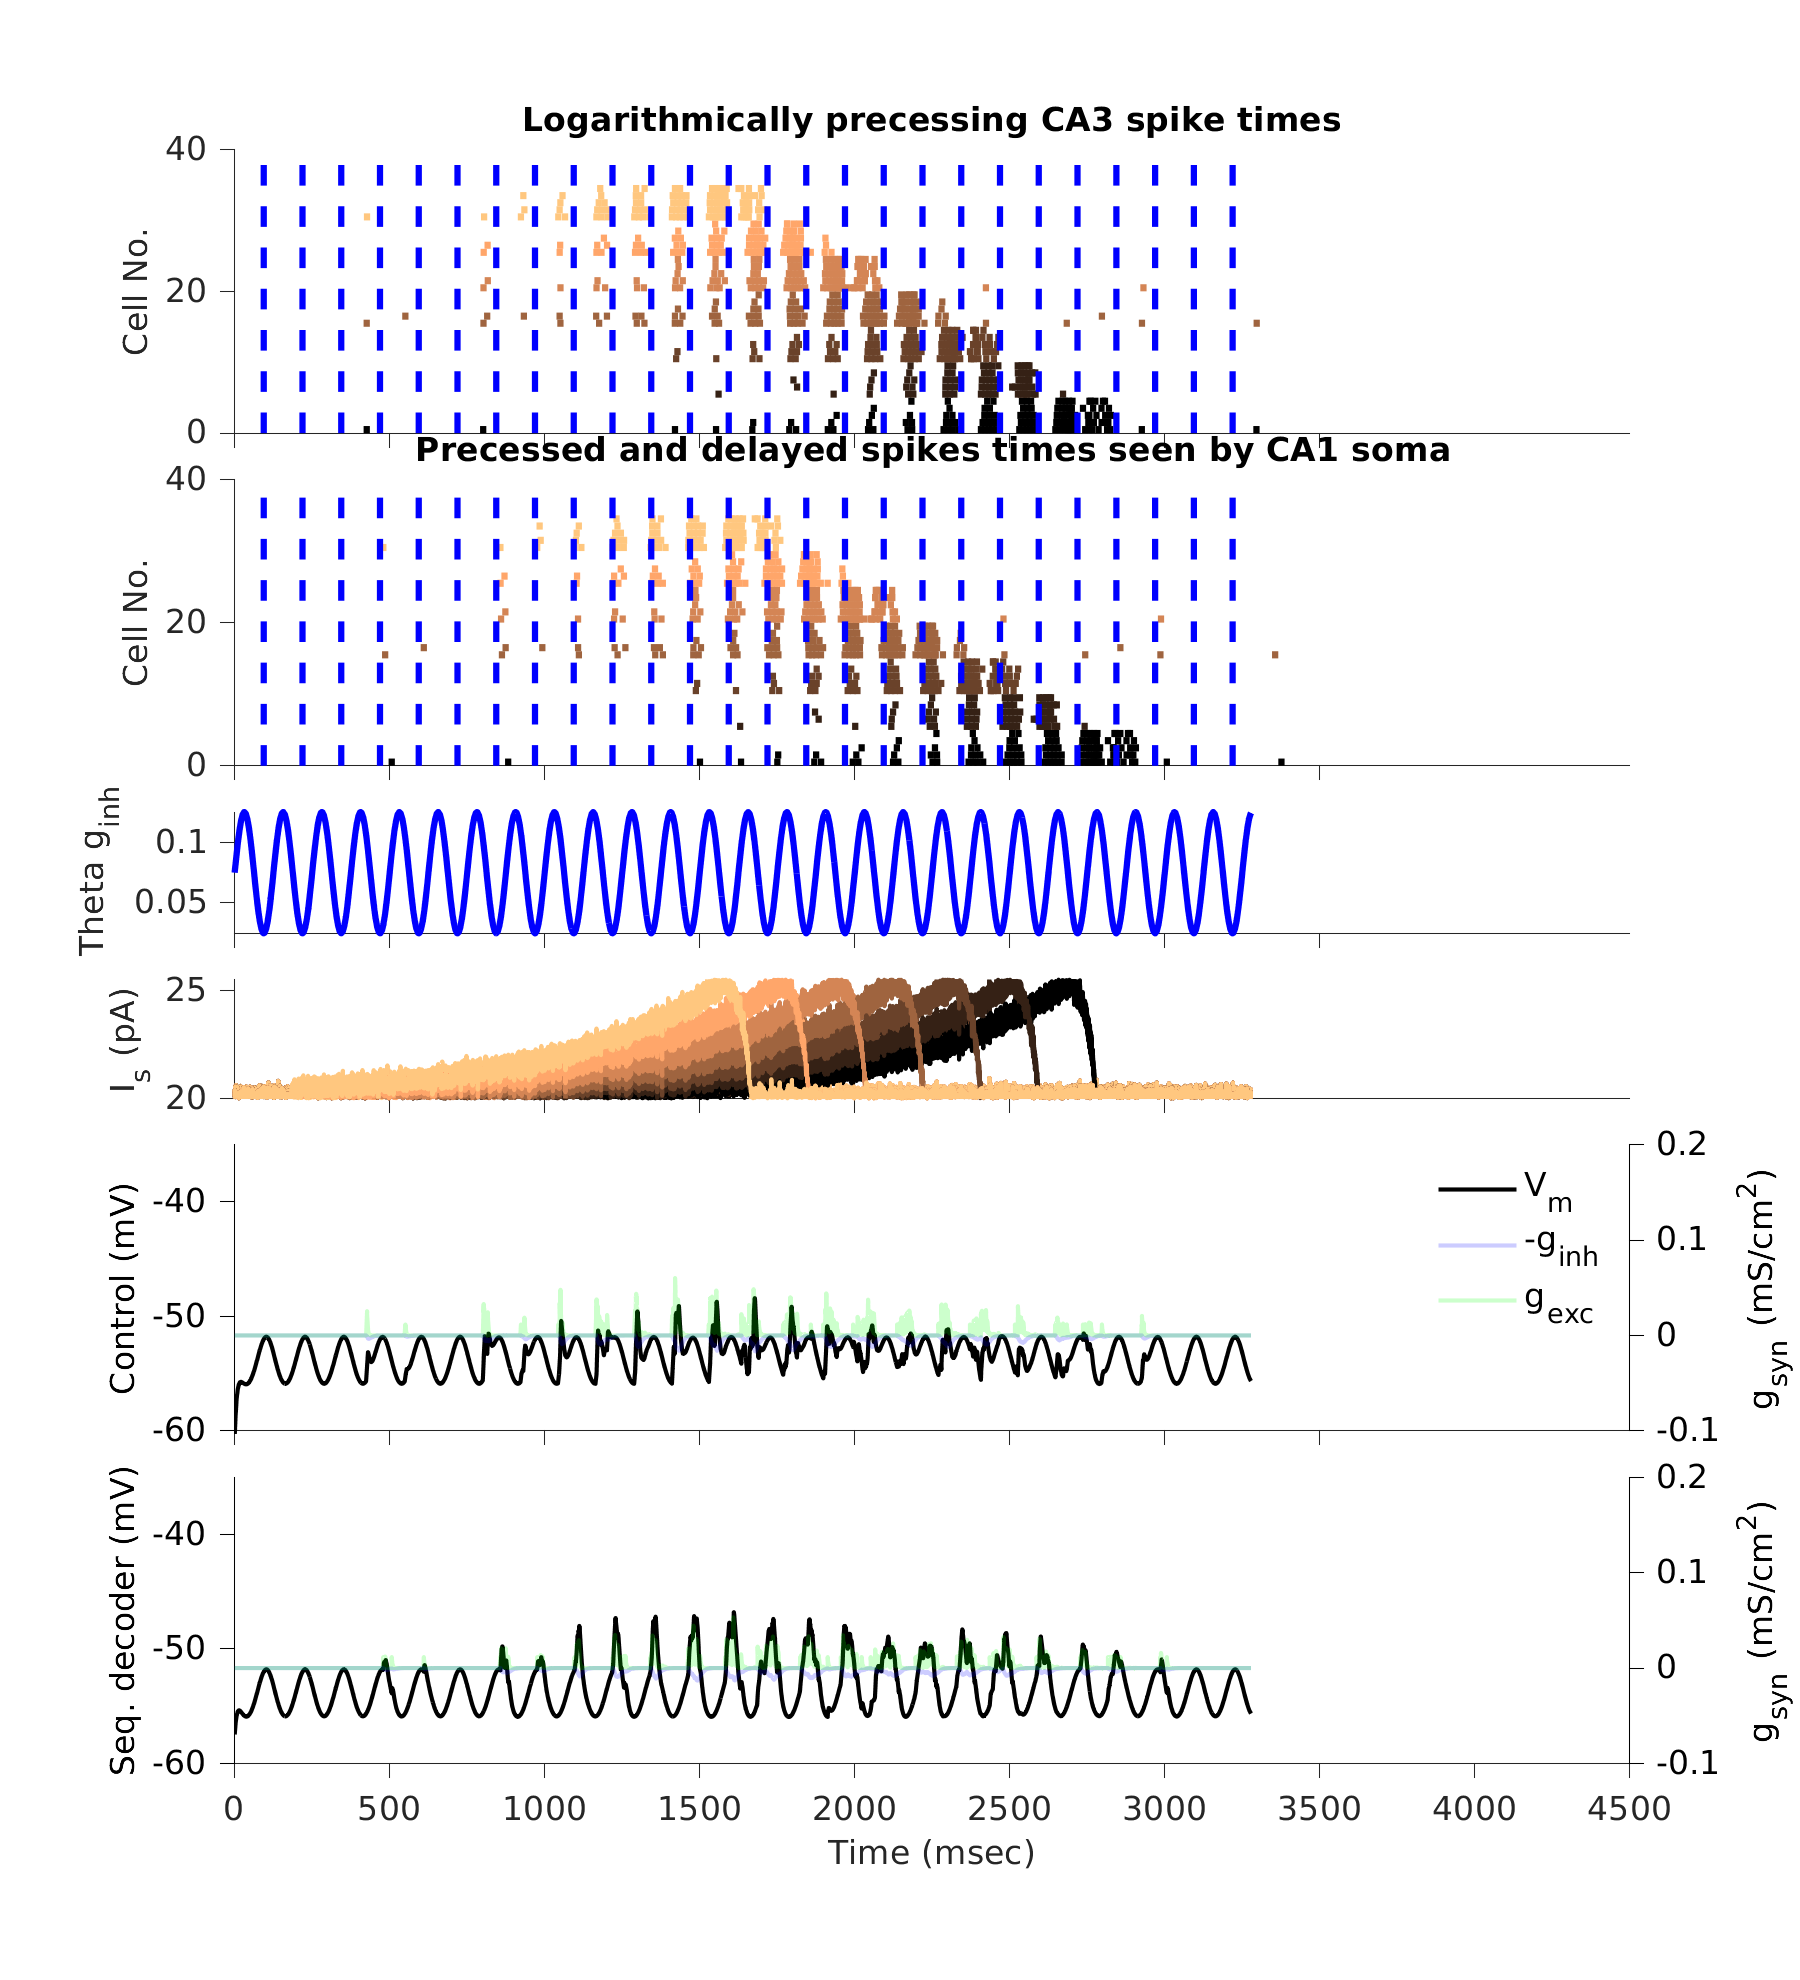 Logarithmically precessing CA3 spike times
40
20
0
Cell No.
Precessed and delayed spikes times seen by CA1 soma
40
20
0
Cell No.
0.1
0.05
Theta g_inh
25
20
I_s (pA)
-40
-50
-60
Control (mV)
V_m
-g_inh
g_exc
0.2
0.1
0
-0.1
g_syn (mS/cm^2)
-40
-50
-60
Seq. decoder (mV)
0.2
0.1
0
-0.1
g_syn (mS/cm^2)
0 500 1000 1500 2000 2500 3000 3500 4000 4500
Time (msec)